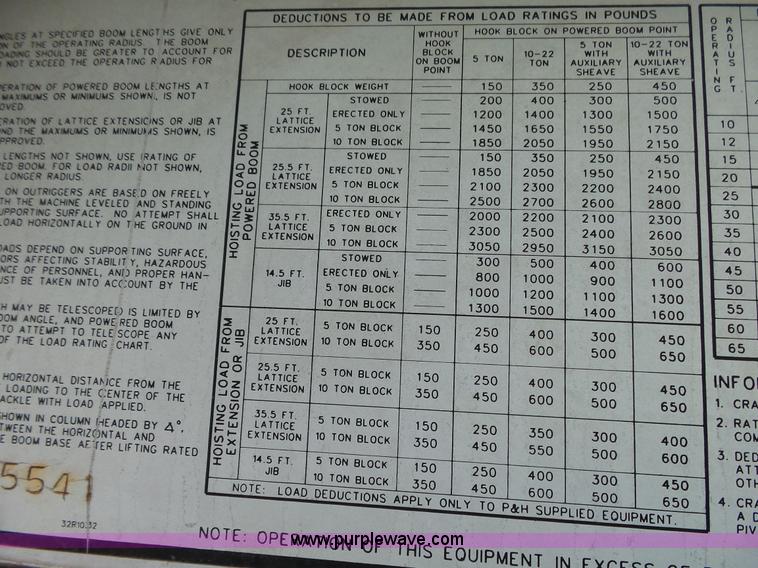 NGLES AT SPECIFIED BOOM LENGTHS GIVE ONLY
ON OF THE OPERATING RADIUS. THE BOOM
OADING SHOULD BE GREATER TO ACCOUNT FOR
NOT EXCEED THE OPERATING RADIUS FOR
PERATION OF POWERED BOOM LENGTHS AT
MAXIMUMS OR MINIMUMS SHOWN, IS NOT
OVED.
ERATION OF LATTICE EXTENSIONS OR JIB AT
ND THE MAXIMUMS OR MINIMUMS SHOWN, IS
PPROVED.
LENGTHS NOT SHOWN, USE RATING OF
ED BOOM. FOR LOAD RADII NOT SHOWN,
LONGER RADIUS.
ON OUTRIGGERS ARE BASED ON FREELY
TH THE MACHINE LEVELED AND STANDING
UPPORTING SURFACE. NO ATTEMPT SHALL
LOAD HORIZONTALLY ON THE GROUND IN
OADS DEPEND ON SUPPORTING SURFACE,
ORS AFFECTING STABILITY, HAZARDOUS
NCE OF PERSONNEL, AND PROPER HAN-
UST BE TAKEN INTO ACCOUNT BY THE
H MAY BE TELESCOPED IS LIMITED BY
OOM ANGLE, AND POWERED BOOM
TO ATTEMPT TO TELESCOPE ANY
OF THE LOAD RATING CHART.
HORIZONTAL DISTANCE FROM THE
LOADING TO THE CENTER OF THE
ACKLE WITH LOAD APPLIED.
SHOWN IN COLUMN HEADED BY Δ°,
TWEEN THE HORIZONTAL AND
E BOOM BASE AFTER LIFTING RATED
5541
32R10.32
DEDUCTIONS TO BE MADE FROM LOAD RATINGS IN POUNDS
DESCRIPTION
WITHOUT HOOK BLOCK ON BOOM POINT
HOOK BLOCK ON POWERED BOOM POINT
5 TON
10-22 TON
5 TON WITH AUXILIARY SHEAVE
10-22 TON WITH AUXILIARY SHEAVE
HOOK BLOCK WEIGHT — 150 350 250 450
HOISTING LOAD FROM POWERED BOOM
25 FT. LATTICE EXTENSION
STOWED — 200 400 300 500
ERECTED ONLY — 1200 1400 1300 1500
5 TON BLOCK — 1450 1650 1550 1750
10 TON BLOCK — 1850 2050 1950 2150
25.5 FT. LATTICE EXTENSION
STOWED — 150 350 250 450
ERECTED ONLY — 1850 2050 1950 2150
5 TON BLOCK — 2100 2300 2200 2400
10 TON BLOCK — 2500 2700 2600 2800
35.5 FT. LATTICE EXTENSION
ERECTED ONLY — 2000 2200 2100 2300
5 TON BLOCK — 2300 2500 2400 2600
10 TON BLOCK — 3050 2950 3150 3050
14.5 FT. JIB
STOWED — 300 500 400 600
ERECTED ONLY — 800 1000 900 1100
5 TON BLOCK — 1000 1200 1100 1300
10 TON BLOCK — 1300 1500 1400 1600
HOISTING LOAD FROM EXTENSION OR JIB
25 FT. LATTICE EXTENSION
5 TON BLOCK 150 250 400 300 450
10 TON BLOCK 350 450 600 500 650
25.5 FT. LATTICE EXTENSION
5 TON BLOCK 150 250 400 300 450
10 TON BLOCK 350 450 600 500 650
35.5 FT. LATTICE EXTENSION
5 TON BLOCK 150 250 350 300 400
10 TON BLOCK 350 450 550 500 600
14.5 FT. JIB
5 TON BLOCK 150 250 400 300 450
10 TON BLOCK 350 450 600 500 650
NOTE: LOAD DEDUCTIONS APPLY ONLY TO P&H SUPPLIED EQUIPMENT.
OPERATING
RADIUS FT.
10
12
15
20
25
30
35
40
45
50
55
60
65
INFO
1. CRA
2. RAT
COM
3. DED
ATT
OTH
4. CRA
A D
PIV
NOTE: OPERATION OF THIS EQUIPMENT IN EXCESS OF
www.purplewave.com